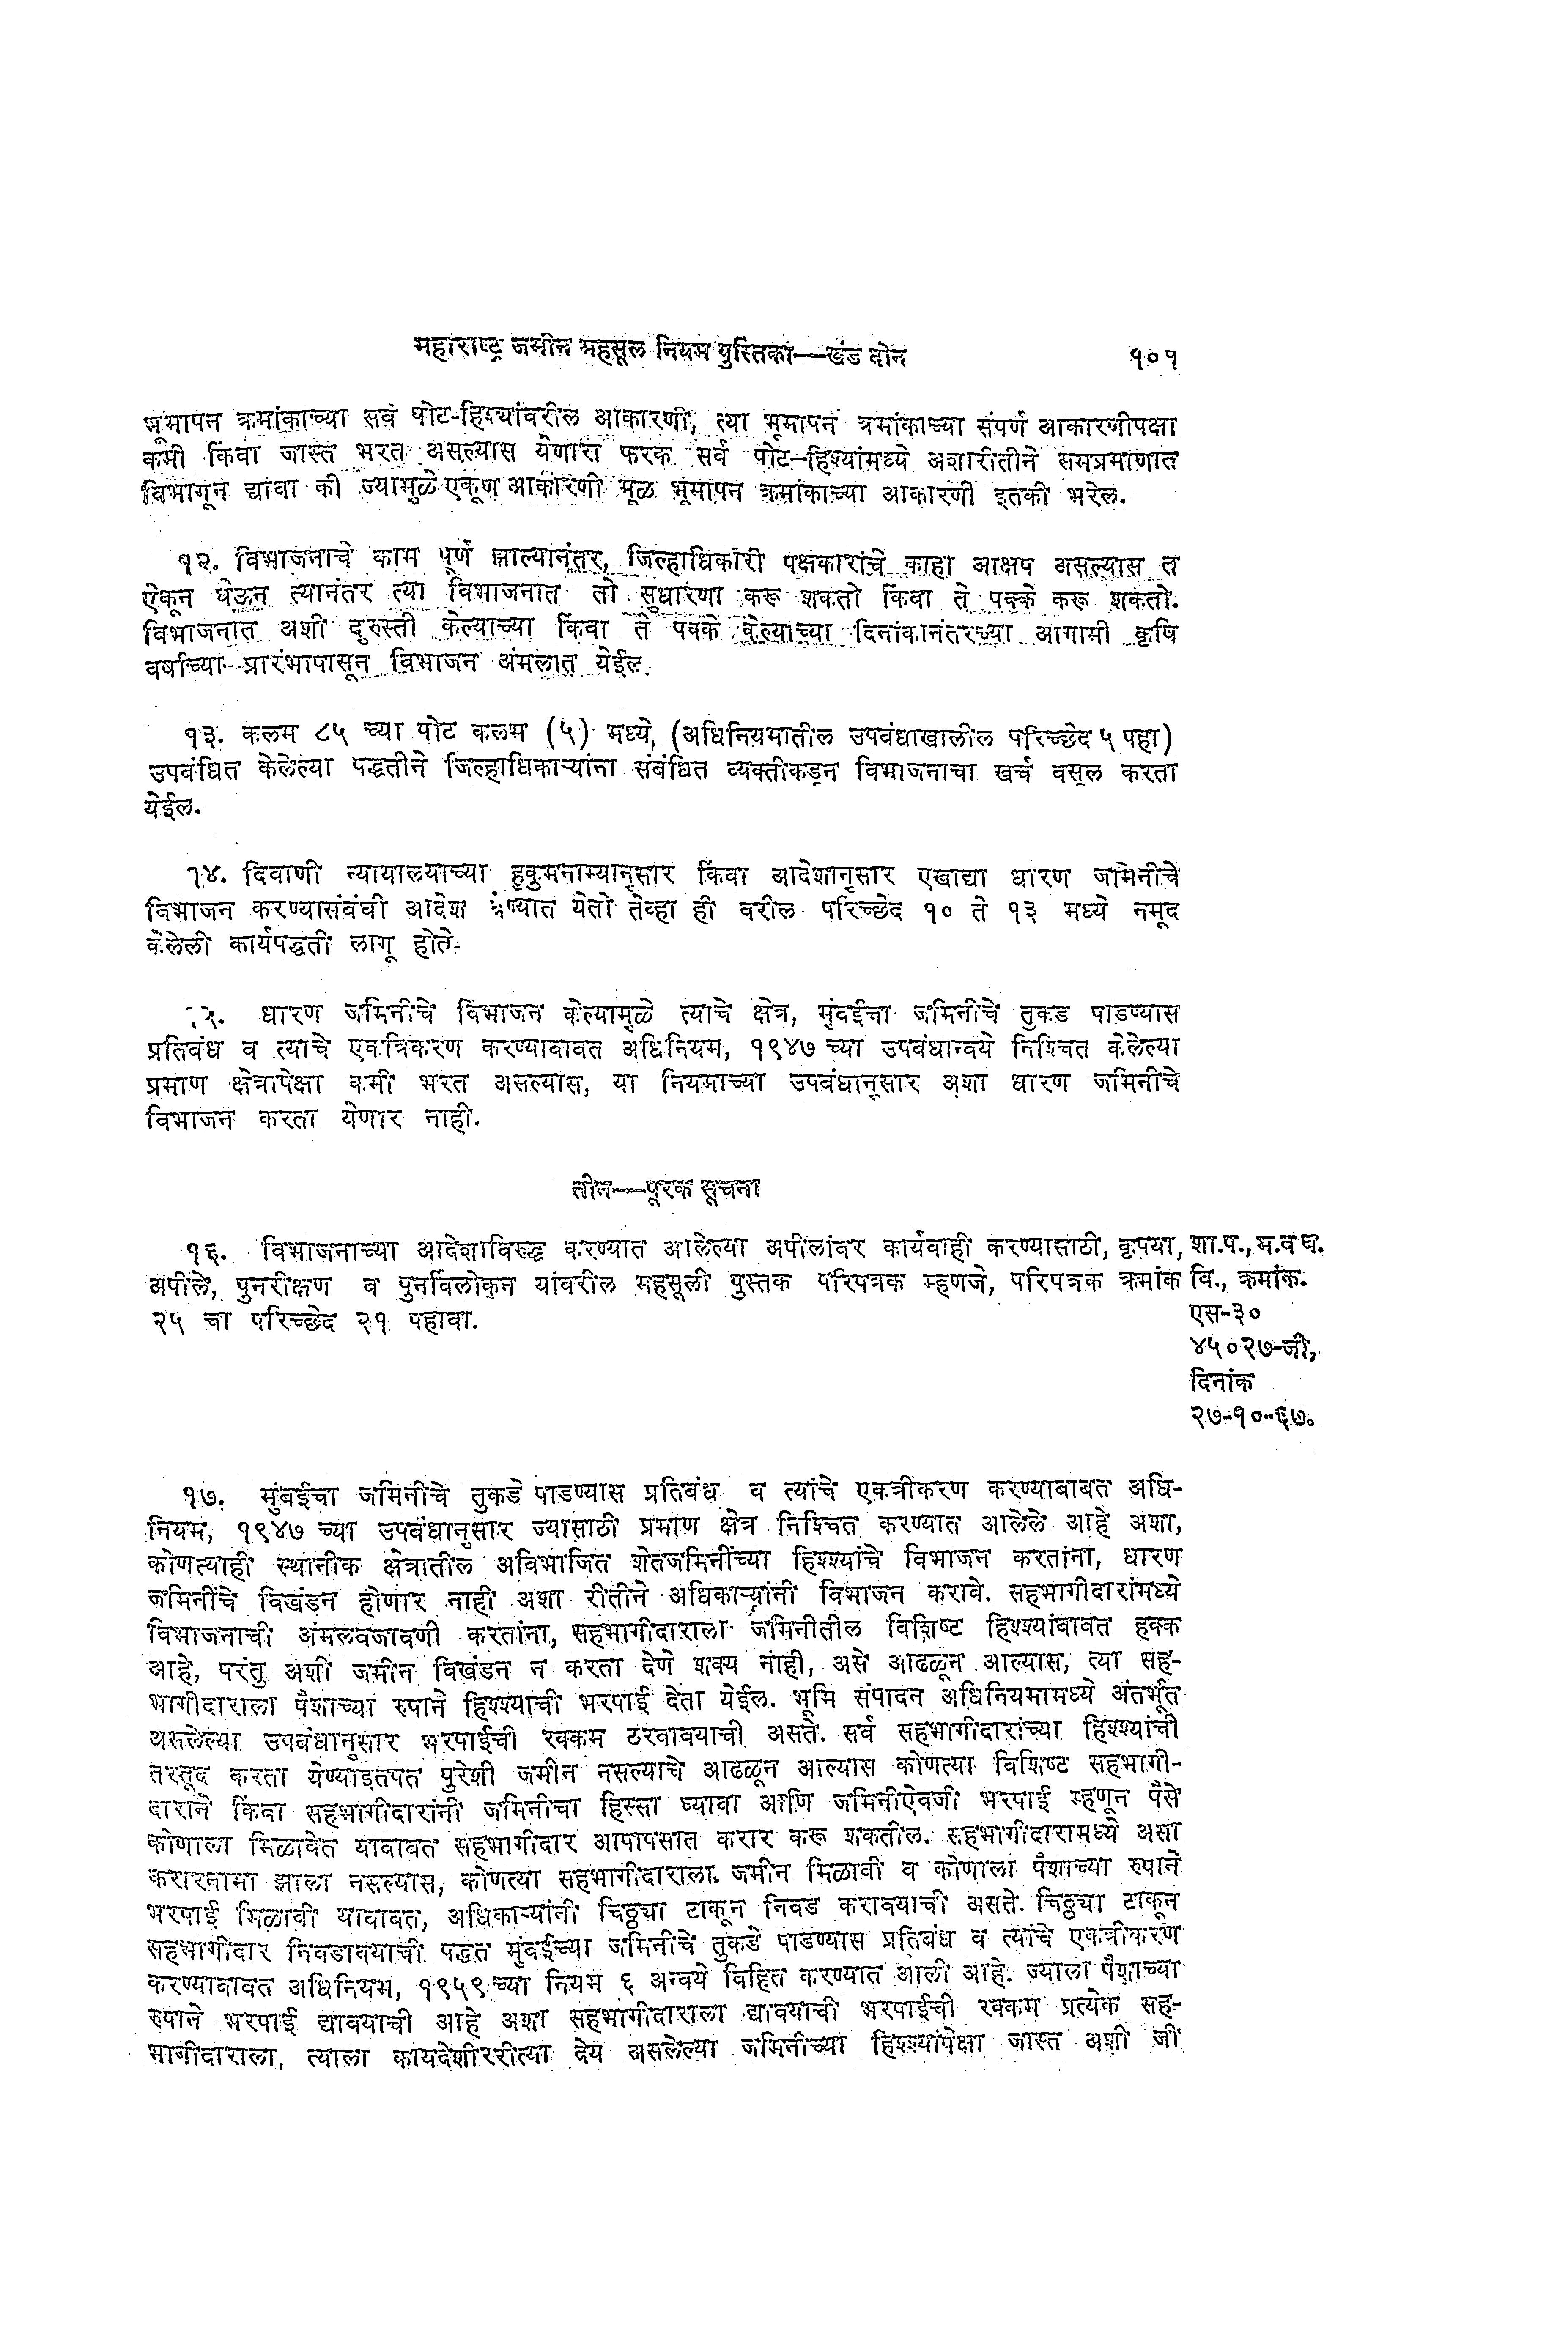 महाराष्ट्र जमीन महसूल नियम पुस्तिका—खंड दोन १०१
भूमापन क्रमांकाच्या सर्व पोट-हिश्यांवरील आकारणी, त्या भूमापन क्रमांकाच्या संपूर्ण आकारणीपेक्षा
कमी किंवा जास्त भरत असल्यास येणारा फरक सर्व पोट-हिश्यांमध्ये अशारीतीने समप्रमाणात
विभागून द्यावा की ज्यामुळे एकूण आकारणी मूळ भूमापन क्रमांकाच्या आकारणी इतकी भरेल.
१२. विभाजनाचे काम पूर्ण झाल्यानंतर, जिल्हाधिकारी पक्षकारांचे काही आक्षेप असल्यास ते
ऐकून घेऊन त्यानंतर त्या विभाजनात तो सुधारणा करू शकतो किंवा ते पक्के करू शकतो.
विभाजनात अशी दुरुस्ती केल्याच्या किंवा ते पक्के केल्याच्या दिनांकानंतरच्या आगामी कृषि
वर्षाच्या प्रारंभापासून विभाजन अंमलात येईल.
१३. कलम ८५ च्या पोट कलम (५) मध्ये, (अधिनियमातील उपबंधाखालील परिच्छेद ५ पहा)
उपबंधित केलेल्या पद्धतीने जिल्हाधिकाऱ्यांना संबंधित व्यक्तीकडून विभाजनाचा खर्च वसूल करता
येईल.
१४. दिवाणी न्यायालयाच्या हुकुमनाम्यानुसार किंवा आदेशानुसार एखाद्या धारण जमिनीचे
विभाजन करण्यासंबंधी आदेश येतो तेव्हा ही वरील परिच्छेद १० ते १३ मध्ये नमूद
केलेली कार्यपद्धती लागू होते.
धारण जमिनीचे विभाजन केल्यामुळे त्याचे क्षेत्र, मुंबईचा जमिनीचे तुकडे पाडण्यास
प्रतिबंध व त्याचे एकत्रिकरण करण्याबाबत अधिनियम, १९४७ च्या उपबंधान्वये निश्चित केलेल्या
प्रमाण क्षेत्रापेक्षा कमी भरत असल्यास, या नियमाच्या उपबंधानुसार अशा धारण जमिनीचे
विभाजन करता येणार नाही.
तीन—पूरक सूचना
१६. विभाजनाच्या आदेशाविरुद्ध करण्यात आलेल्या अपीलांवर कार्यवाही करण्यासाठी, कृपया,
अपीले, पुनरीक्षण व पुनर्विलोकन यांवरील महसूली पुस्तक परिपत्रक म्हणजे, परिपत्रक क्रमांक
२५ चा परिच्छेद २१ पहावा.
शा.प., म.व घ.
वि., क्रमांक.
एस-३०
४५०२७-जी,
दिनांक
२७-१०-६७.
१७. मुंबईचा जमिनीचे तुकडे पाडण्यास प्रतिबंध व त्यांचे एकत्रीकरण करण्याबाबत अधि-
नियम, १९४७ च्या उपबंधानुसार ज्यासाठी प्रमाण क्षेत्र निश्चित करण्यात आलेले आहे अशा,
कोणत्याही स्थानीक क्षेत्रातील अविभाजित शेतजमिनींच्या हिश्श्यांचे विभाजन करतांना, धारण
जमिनींचे विखंडन होणार नाही अशा रीतीने अधिकाऱ्यांनी विभाजन करावे. सहभागीदारांमध्ये
विभाजनाची अंमलबजावणी करतांना, सहभागीदाराला जमिनीतील विशिष्ट हिश्श्यांबाबत हक्क
आहे, परंतु अशी जमीन विखंडन न करता देणे शक्य नाही, असे आढळून आल्यास, त्या सह-
भागीदाराला पैशाच्या रुपाने हिश्श्याची भरपाई देता येईल. भूमि संपादन अधिनियमामध्ये अंतर्भूत
असलेल्या उपबंधानुसार भरपाईची रक्कम ठरवावयाची असते. सर्व सहभागीदारांच्या हिश्श्यांची
तरतूद करता येण्याइतपत पुरेशी जमीन नसल्याचे आढळून आल्यास कोणत्या विशिष्ट सहभागी-
दाराने किंवा सहभागीदारांनी जमिनीचा हिस्सा घ्यावा आणि जमिनीऐवजी भरपाई म्हणून पैसे
कोणाला मिळावेत याबाबत सहभागीदार आपापसात करार करू शकतील. सहभागीदारामध्ये असा
करारनामा झाला नसल्यास, कोणत्या सहभागीदाराला जमीन मिळावी व कोणाला पैशाच्या रुपाने
भरपाई मिळावी याबाबत, अधिकाऱ्यांनी चिठ्ठ्या टाकून निवड करावयाची असते. चिठ्ठ्या टाकून
सहभागीदार निवडावयाची पद्धत मुंबईच्या जमिनीचे तुकडे पाडण्यास प्रतिबंध व त्यांचे एकत्रीकरण
करण्याबाबत अधिनियम, १९५९ च्या नियम ६ अन्वये विहित करण्यात आली आहे. ज्याला पैशाच्या
रुपाने भरपाई द्यावयाची आहे अशा सहभागीदाराला द्यावयाची भरपाईची रक्कम प्रत्येक सह-
भागीदाराला, त्याला कायदेशीररीत्या देय असलेल्या जमिनीच्या हिश्श्यांपेक्षा जास्त अशी जी